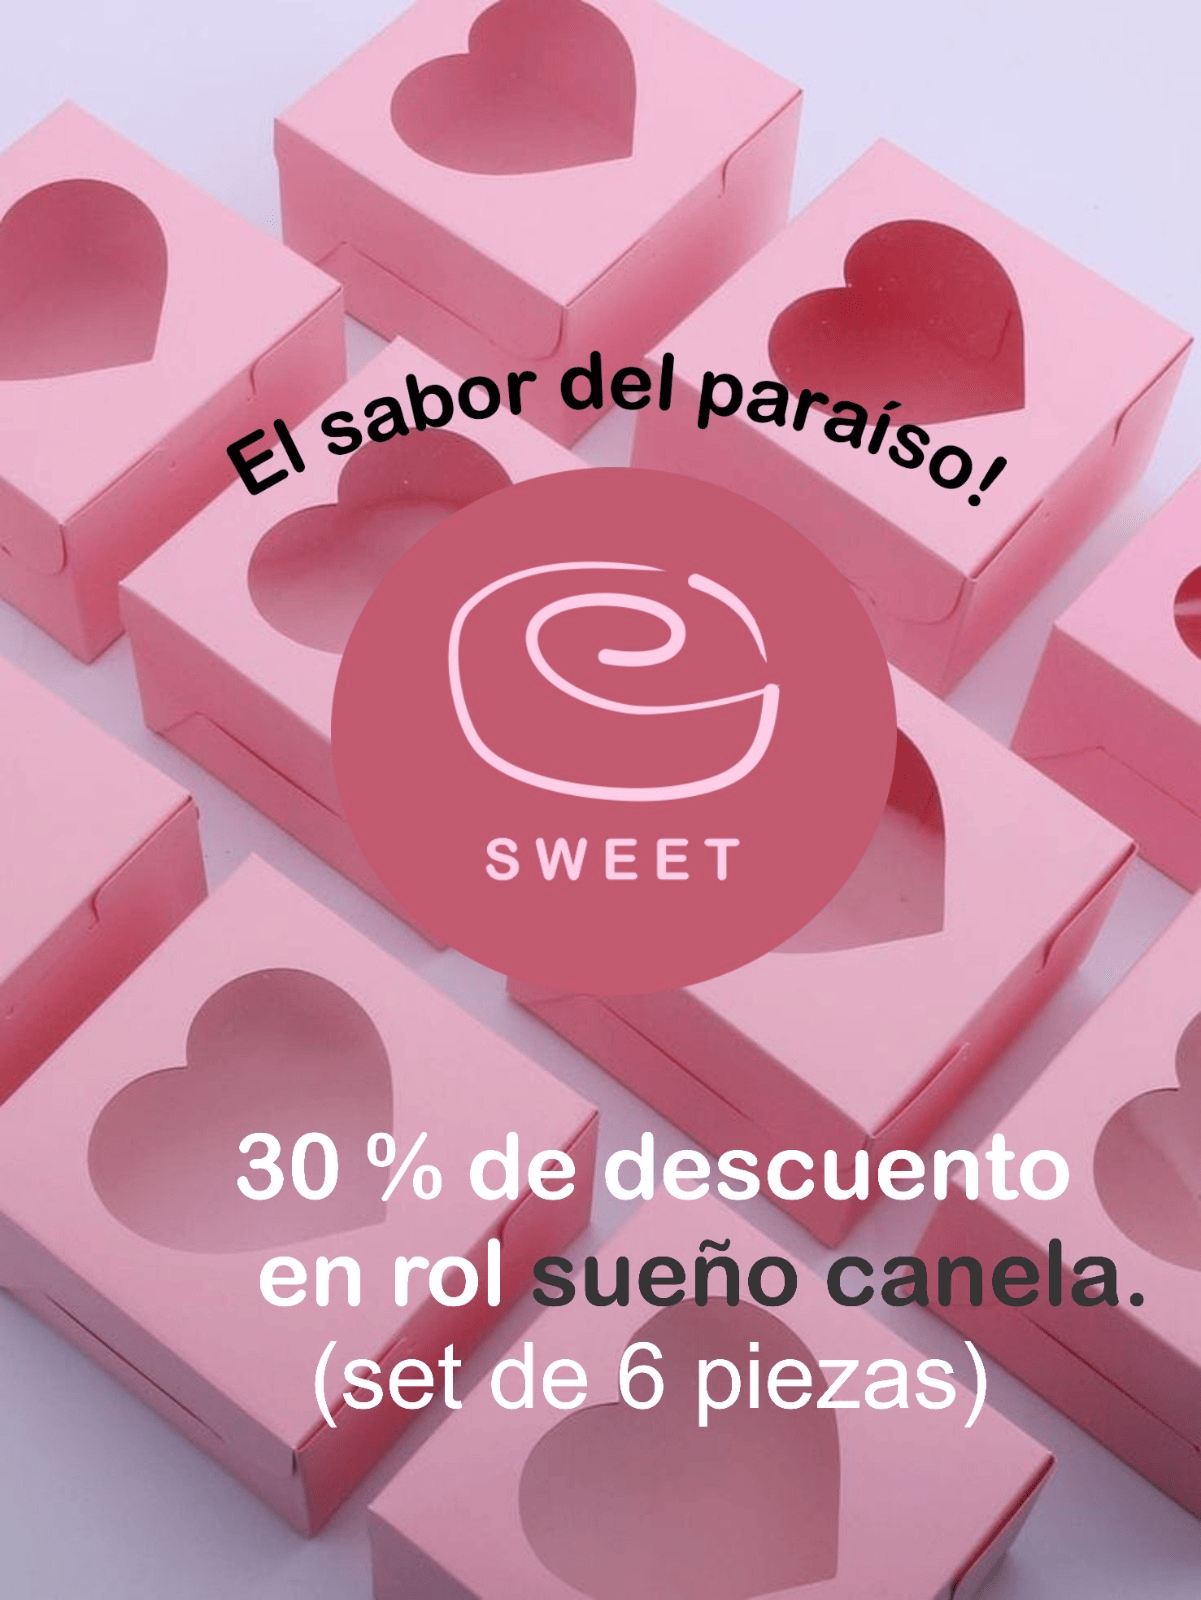 El sabor del paraíso!
SWEET
30 % de descuento
en rol sueño canela.
(set de 6 piezas)